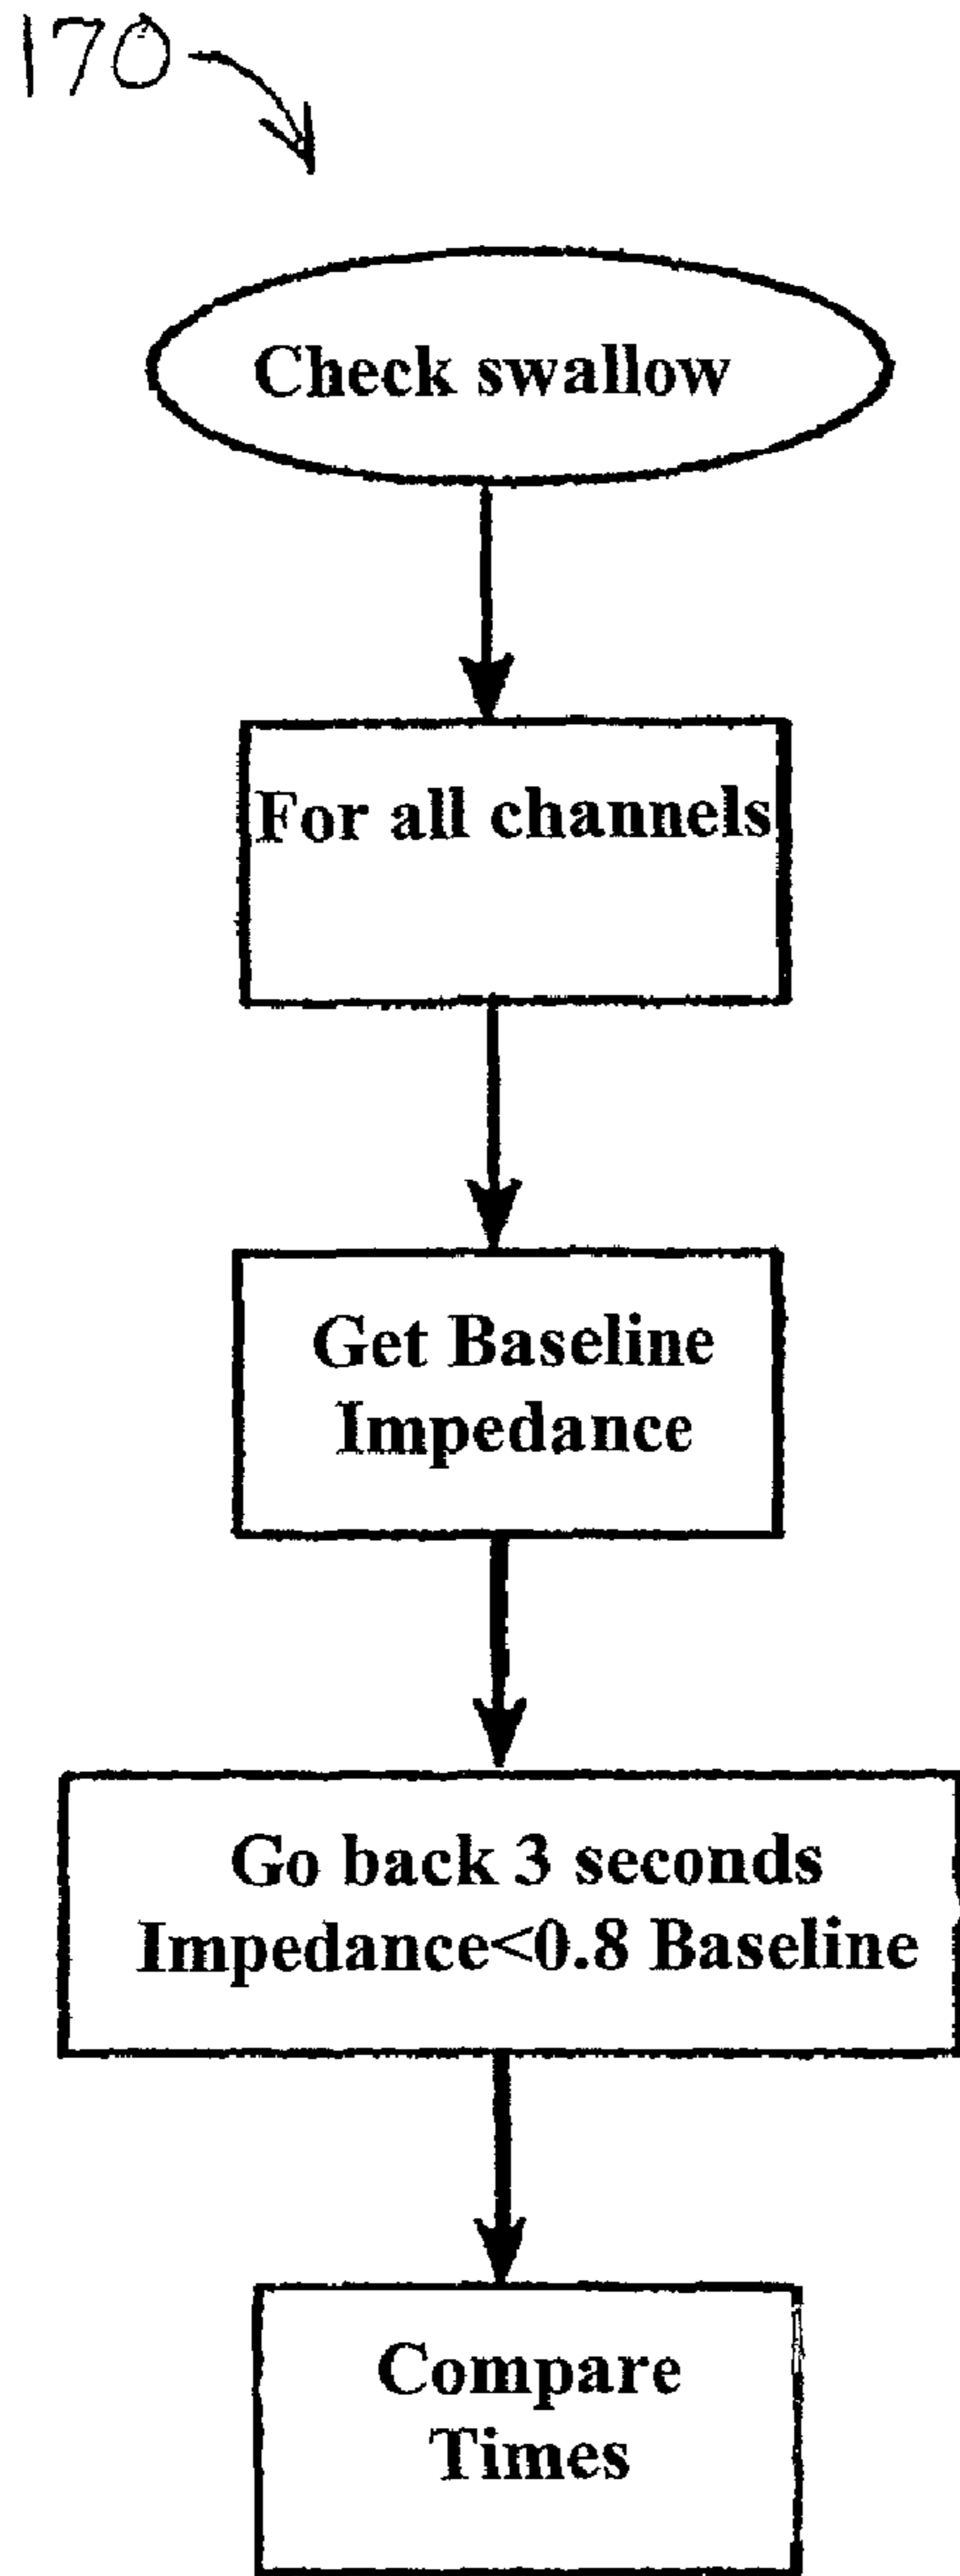 170
Check swallow
For all channels
Get Baseline
Impedance
Go back 3 seconds
Impedance<0.8 Baseline
Compare
Times